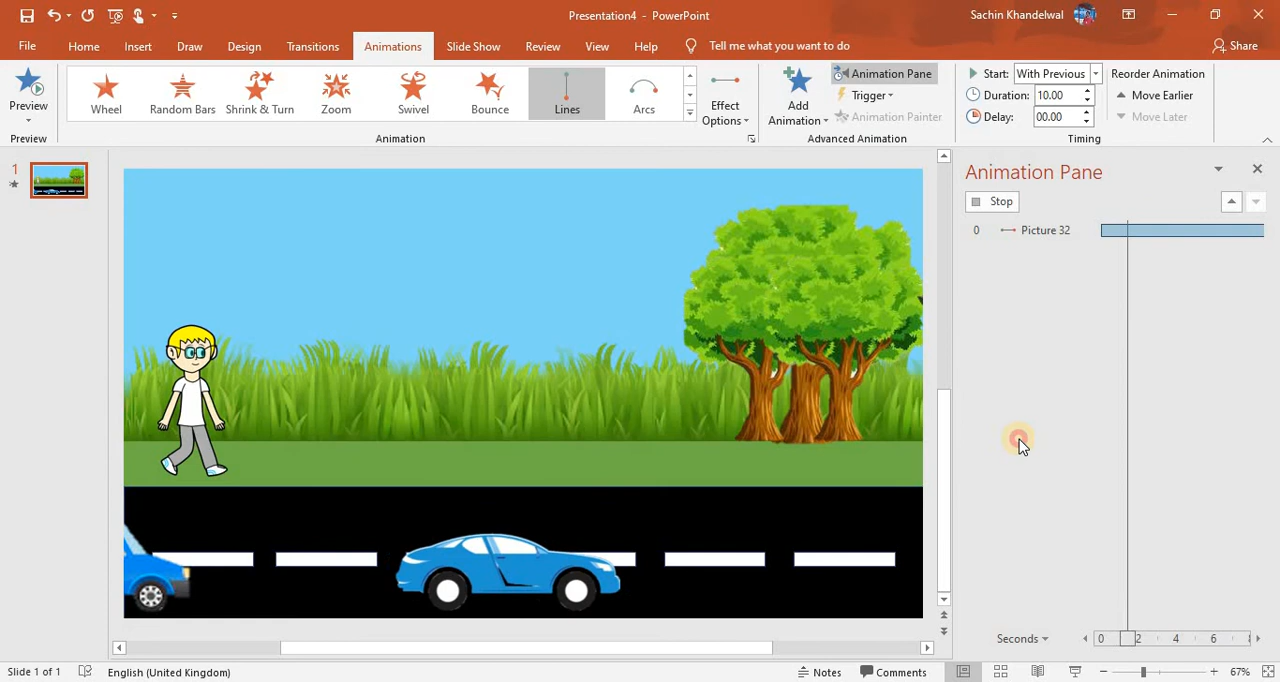 Presentation4 - PowerPoint
Sachin Khandelwal
File Home Insert Draw Design Transitions Animations Slide Show Review View Help Tell me what you want to do Share
Preview
Wheel Random Bars Shrink & Turn Zoom Swivel Bounce Lines Arcs
Effect Options
Add Animation
Animation Pane
Trigger
Animation Painter
Start: With Previous
Duration: 10.00
Delay: 00.00
Reorder Animation
Move Earlier
Move Later
Preview Animation Advanced Animation Timing
1
Animation Pane
Stop
0 Picture 32
Seconds 0 2 4 6
Slide 1 of 1 English (United Kingdom) Notes Comments 67%